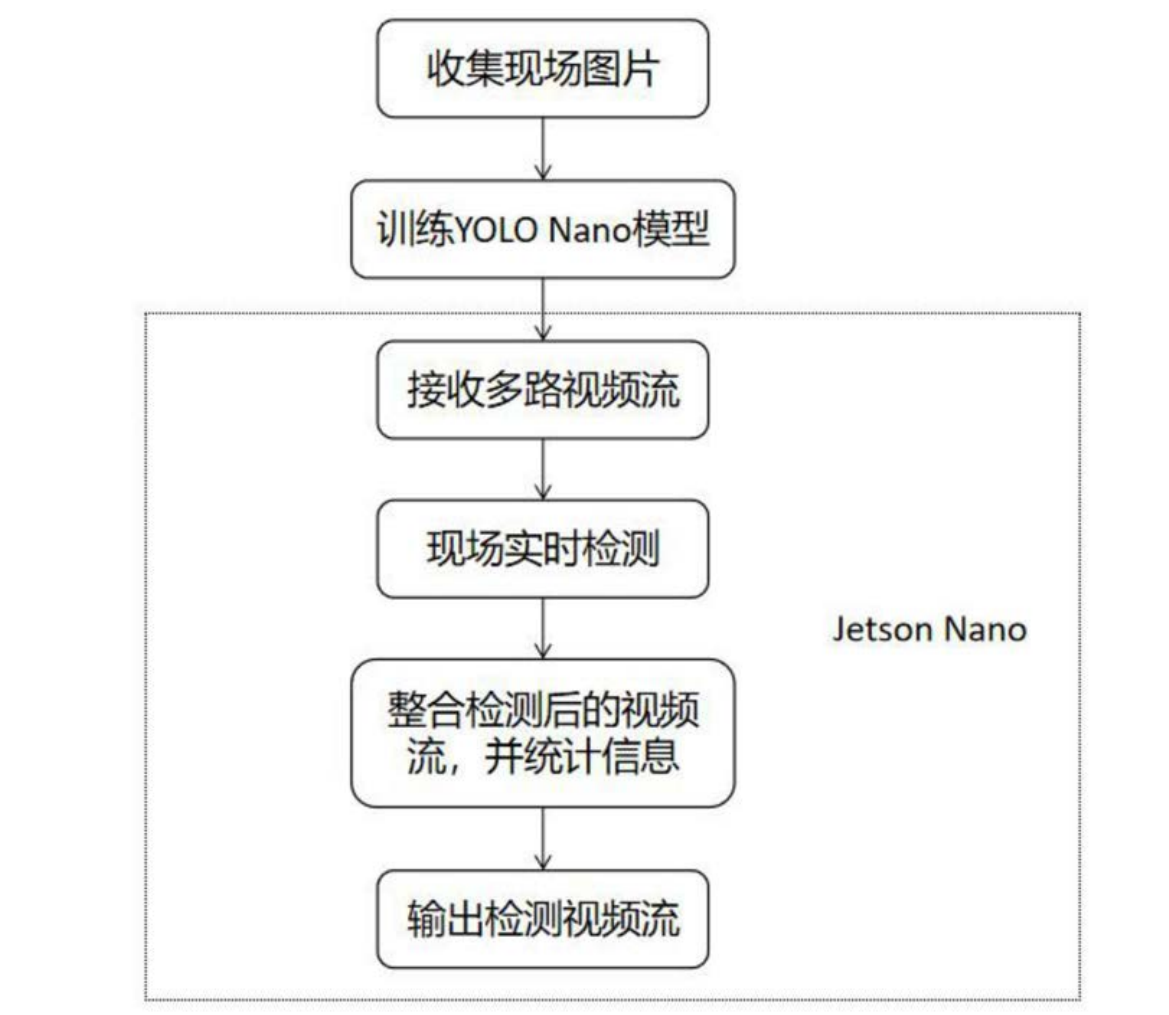 收集现场图片
训练YOLO Nano模型
接收多路视频流
现场实时检测
Jetson Nano
整合检测后的视频
流，并统计信息
输出检测视频流